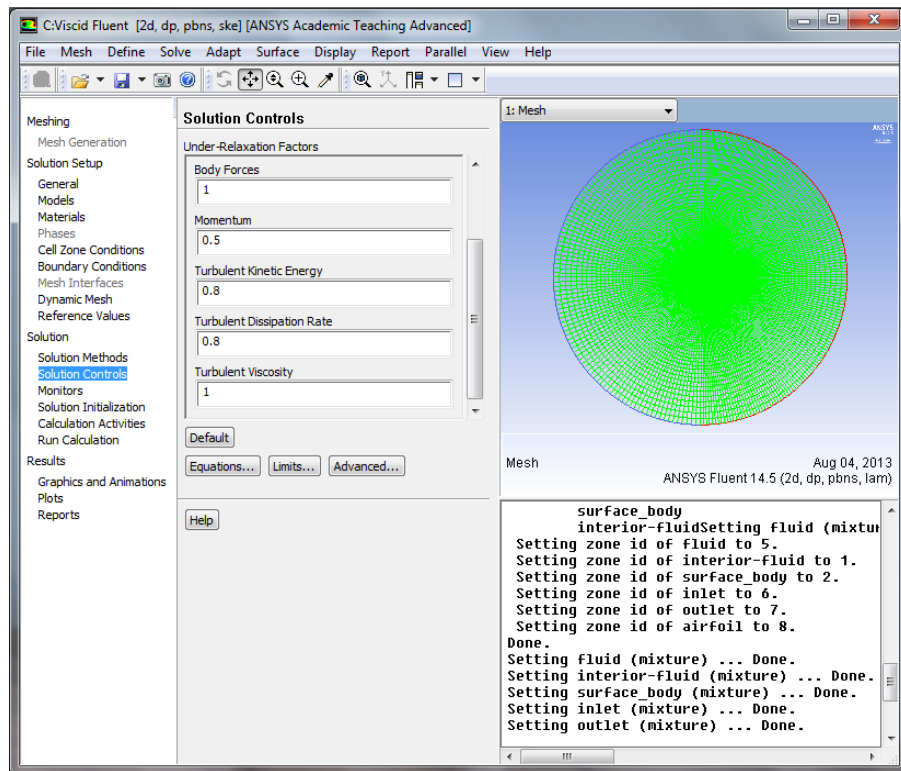 C:Viscid Fluent [2d, dp, pbns, ske] [ANSYS Academic Teaching Advanced]
File Mesh Define Solve Adapt Surface Display Report Parallel View Help
Meshing
Mesh Generation
Solution Setup
General
Models
Materials
Phases
Cell Zone Conditions
Boundary Conditions
Mesh Interfaces
Dynamic Mesh
Reference Values
Solution
Solution Methods
Solution Controls
Monitors
Solution Initialization
Calculation Activities
Run Calculation
Results
Graphics and Animations
Plots
Reports
Solution Controls
Under-Relaxation Factors
Body Forces
1
Momentum
0.5
Turbulent Kinetic Energy
0.8
Turbulent Dissipation Rate
0.8
Turbulent Viscosity
1
Default
Equations... Limits... Advanced...
Help
1: Mesh
ANSYS
Mesh Aug 04, 2013
ANSYS Fluent 14.5 (2d, dp, pbns, lam)
surface_body
interior-fluidSetting fluid (mixtur
Setting zone id of fluid to 5.
Setting zone id of interior-fluid to 1.
Setting zone id of surface_body to 2.
Setting zone id of inlet to 6.
Setting zone id of outlet to 7.
Setting zone id of airfoil to 8.
Done.
Setting fluid (mixture) ... Done.
Setting interior-fluid (mixture) ... Done.
Setting surface_body (mixture) ... Done.
Setting inlet (mixture) ... Done.
Setting outlet (mixture) ... Done.